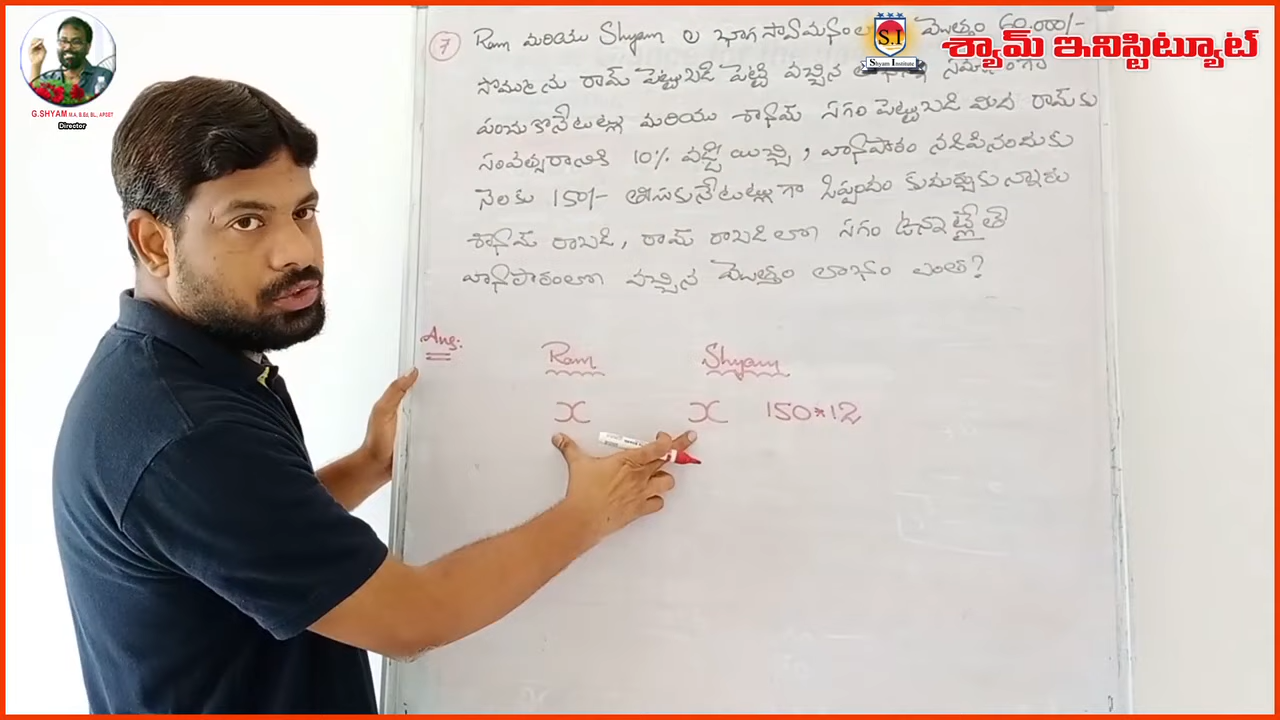 G.SHYAM M.A. B.Ed, BL., APSET
Director
S.I
Shyam Institute
శ్యామ్ ఇనిస్టిట్యూట్
7 Ram మరియు Shyam ల భాగస్వామ్యంల మొత్తం 60,000/-
సొమ్మును రామ్ పెట్టుబడి పెట్టి వచ్చిన
పంచుకొనేటట్లు మరియు శ్యామ్ సగం పెట్టుబడి మీద రామ్‌కు
సంవత్సరానికి 10% వడ్డీ యిచ్చి, వ్యాపారం నడిపినందుకు
నెలకు 150/- తీసుకునేటట్లుగా ఒప్పందం కుదుర్చుకున్నారు
శ్యామ్ రాబడి, రామ్ రాబడిలో సగం ఉన్నట్లైతే
వ్యాపారంలో వచ్చిన మొత్తం లాభం ఎంత?
Ans:
Ram Shyam
x x 150*12